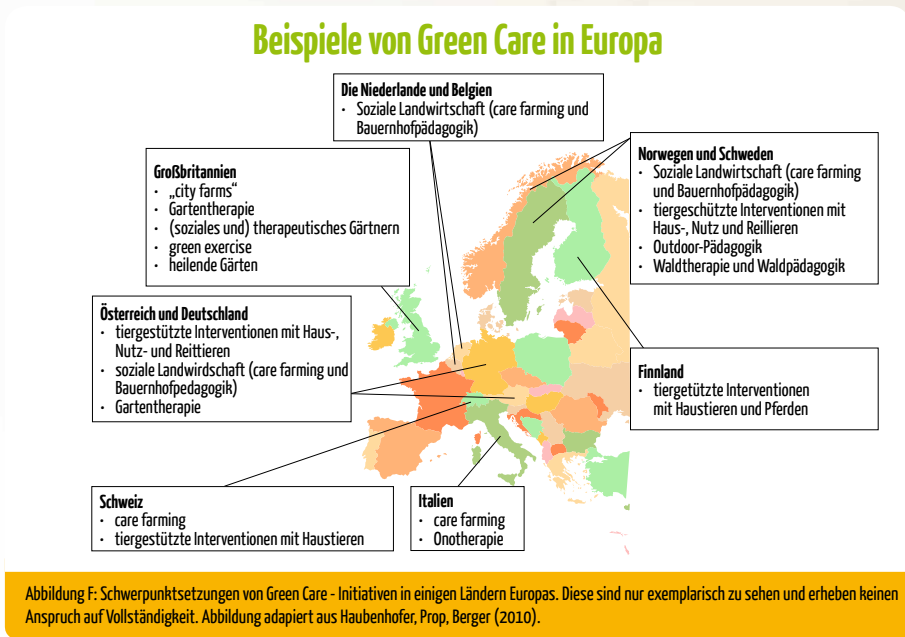 Beispiele von Green Care in Europa
Die Niederlande und Belgien
· Soziale Landwirtschaft (care farming und
Bauernhofpädagogik)
Großbritannien
· „city farms“
· Gartentherapie
· (soziales und) therapeutisches Gärtnern
· green exercise
· heilende Gärten
Norwegen und Schweden
· Soziale Landwirtschaft (care farming
und Bauernhofpädagogik)
· tiergeschützte Interventionen mit
Haus-, Nutz und Reillieren
· Outdoor-Pädagogik
· Waldtherapie und Waldpädagogik
Österreich und Deutschland
· tiergestützte Interventionen mit Haus-,
Nutz- und Reittieren
· soziale Landwirdschaft (care farming und
Bauernhofpedagogik)
· Gartentherapie
Finnland
· tiergetützte Interventionen
mit Haustieren und Pferden
Schweiz
· care farming
· tiergestützte Interventionen mit Haustieren
Italien
· care farming
· Onotherapie
Abbildung F: Schwerpunktsetzungen von Green Care - Initiativen in einigen Ländern Europas. Diese sind nur exemplarisch zu sehen und erheben keinen
Anspruch auf Vollständigkeit. Abbildung adapiert aus Haubenhofer, Prop, Berger (2010).